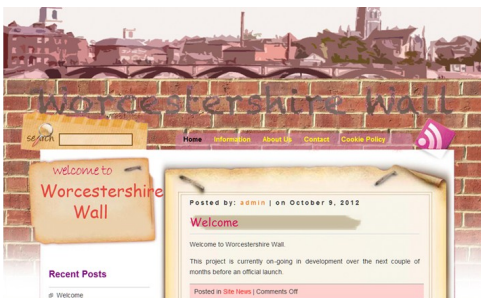 Worcestershire Wall
search
Home Information About Us Contact Cookie Policy
welcome to
Worcestershire
Wall
Posted by: admin | on October 9, 2012
Welcome
Welcome to Worcestershire Wall.
This project is currently on-going in development over the next couple of
months before an official launch.
Posted in Site News | Comments Off
Recent Posts
Welcome